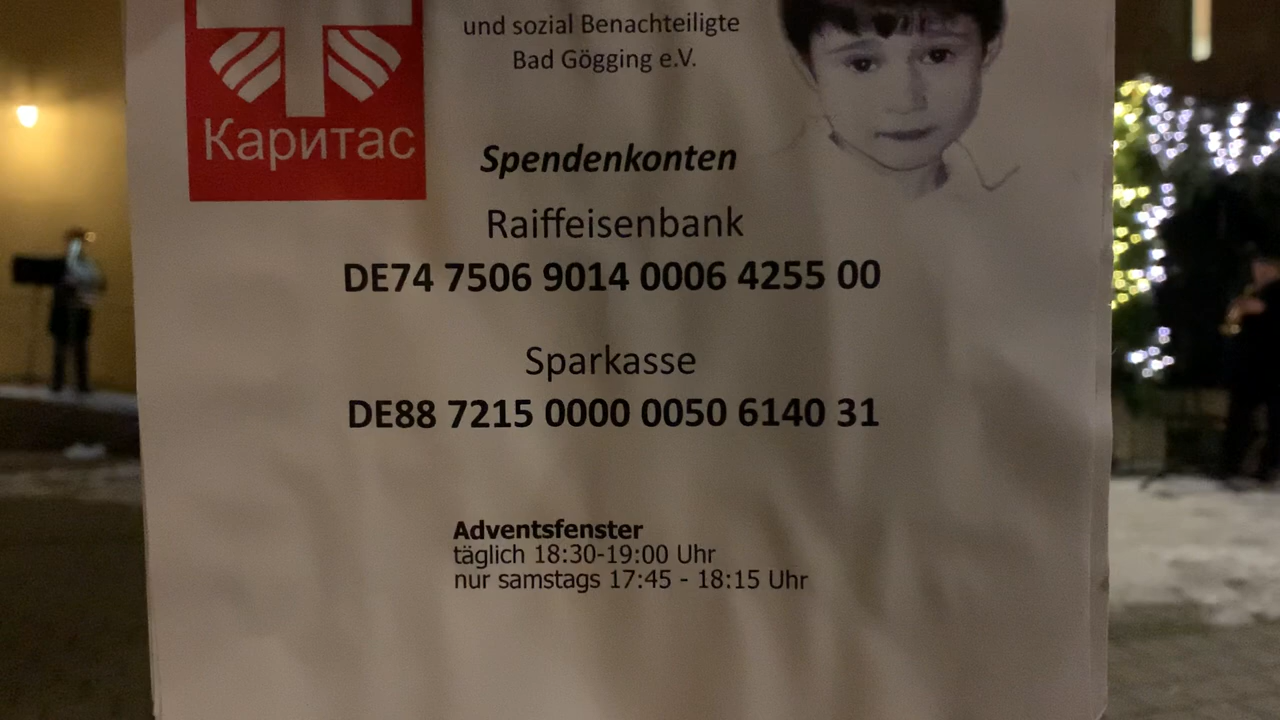 Каритас
und sozial Benachteiligte
Bad Gögging e.V.
Spendenkonten
Raiffeisenbank
DE74 7506 9014 0006 4255 00
Sparkasse
DE88 7215 0000 0050 6140 31
Adventsfenster
täglich 18:30-19:00 Uhr
nur samstags 17:45 - 18:15 Uhr